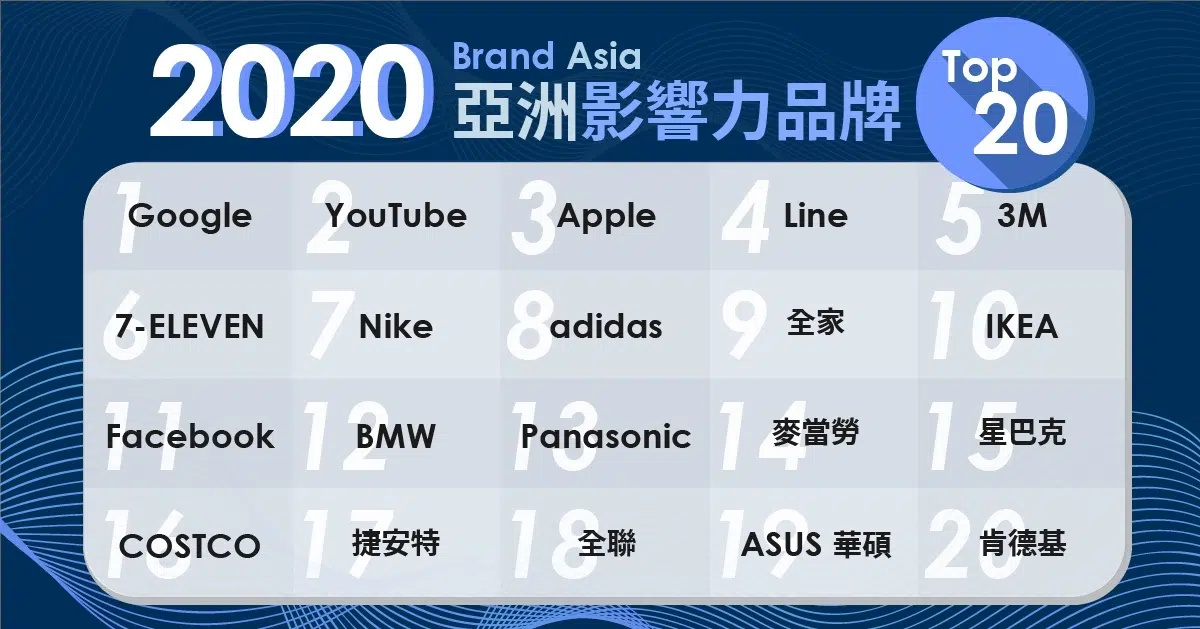 2020
Brand Asia
亞洲影響力品牌
Top
20
1 Google
2 YouTube
3 Apple
4 Line
5 3M
6 7-ELEVEN
7 Nike
8 adidas
9 全家
10 IKEA
11 Facebook
12 BMW
13 Panasonic
14 麥當勞
15 星巴克
16 COSTCO
17 捷安特
18 全聯
19 ASUS 華碩
20 肯德基